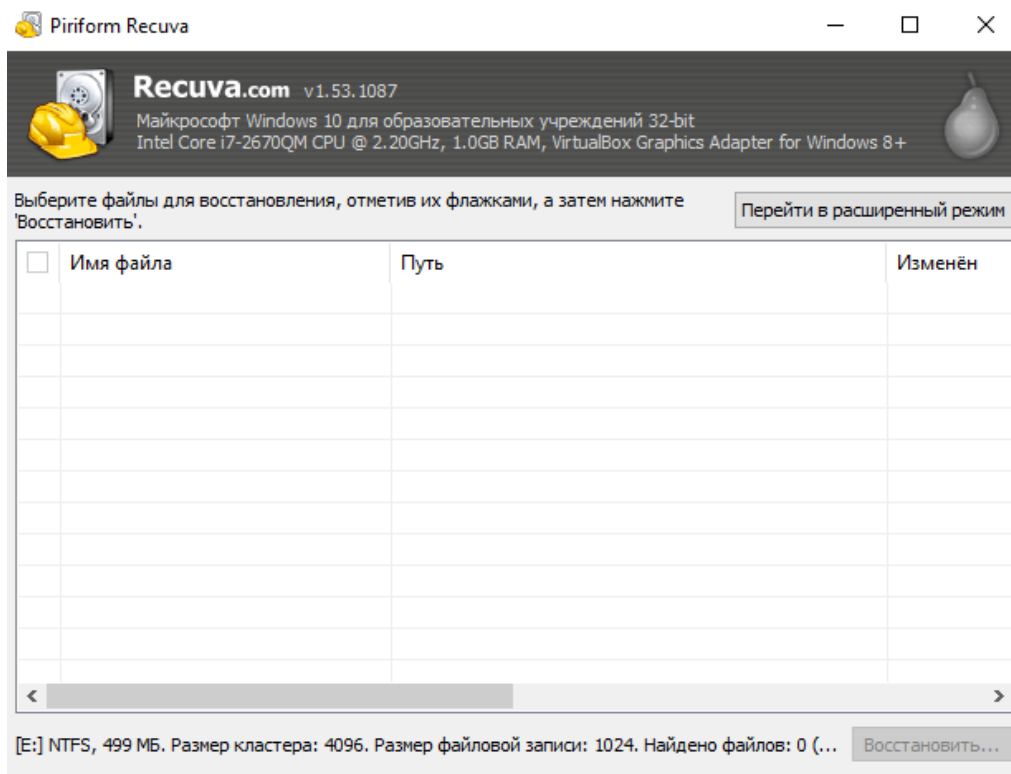 Piriform Recuva
Recuva.com v1.53.1087
Майкрософт Windows 10 для образовательных учреждений 32-bit
Intel Core i7-2670QM CPU @ 2.20GHz, 1.0GB RAM, VirtualBox Graphics Adapter for Windows 8+
Выберите файлы для восстановления, отметив их флажками, а затем нажмите
'Восстановить'.
Перейти в расширенный режим
Имя файла Путь Изменён
[E:] NTFS, 499 МБ. Размер кластера: 4096. Размер файловой записи: 1024. Найдено файлов: 0 (...
Восстановить...